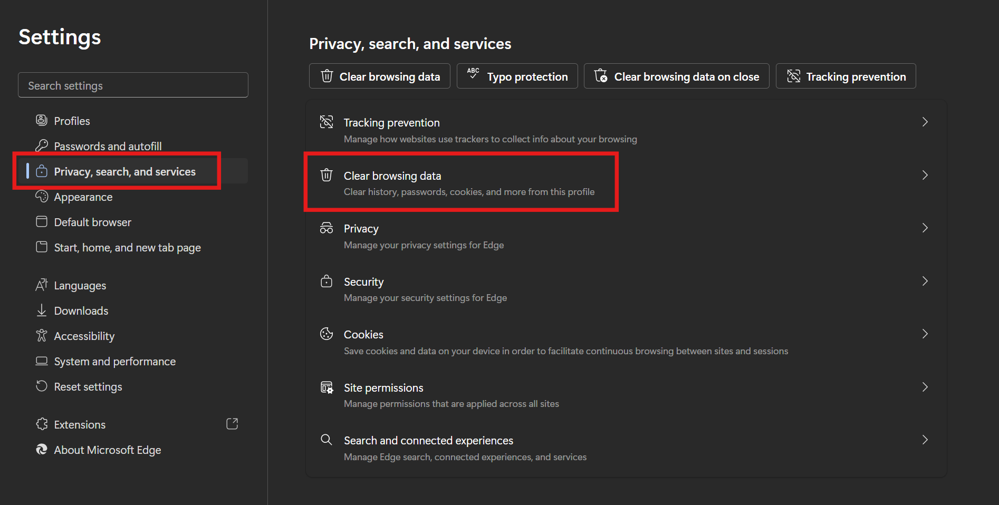 Settings
Search settings
Profiles
Passwords and autofill
Privacy, search, and services
Appearance
Default browser
Start, home, and new tab page
Languages
Downloads
Accessibility
System and performance
Reset settings
Extensions
About Microsoft Edge
Privacy, search, and services
Clear browsing data
ABC Typo protection
Clear browsing data on close
Tracking prevention
Tracking prevention
Manage how websites use trackers to collect info about your browsing
Clear browsing data
Clear history, passwords, cookies, and more from this profile
Privacy
Manage your privacy settings for Edge
Security
Manage your security settings for Edge
Cookies
Save cookies and data on your device in order to facilitate continuous browsing between sites and sessions
Site permissions
Manage permissions that are applied across all sites
Search and connected experiences
Manage Edge search, connected experiences, and services